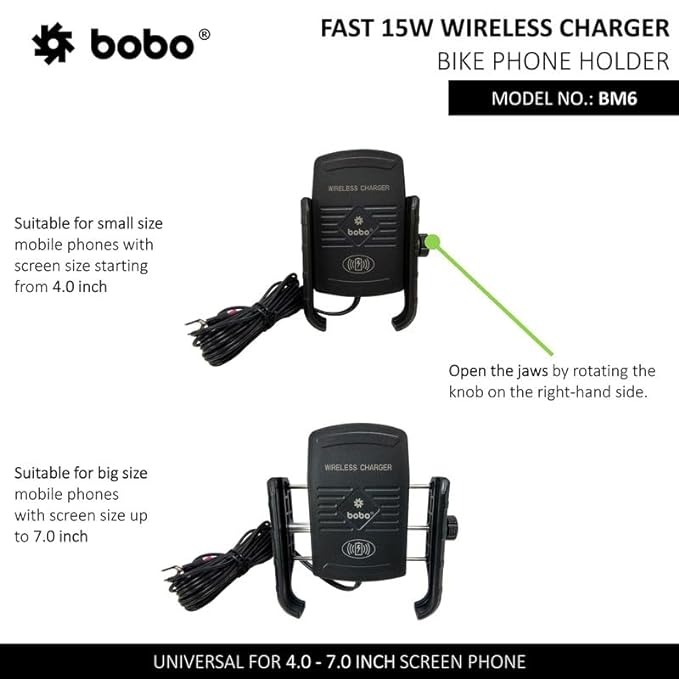 bobo®
FAST 15W WIRELESS CHARGER
BIKE PHONE HOLDER
MODEL NO.: BM6
WIRELESS CHARGER
bobo®
Suitable for small size
mobile phones with
screen size starting
from 4.0 inch
Open the jaws by rotating the
knob on the right-hand side.
WIRELESS CHARGER
bobo®
Suitable for big size
mobile phones
with screen size up
to 7.0 inch
UNIVERSAL FOR 4.0 - 7.0 INCH SCREEN PHONE